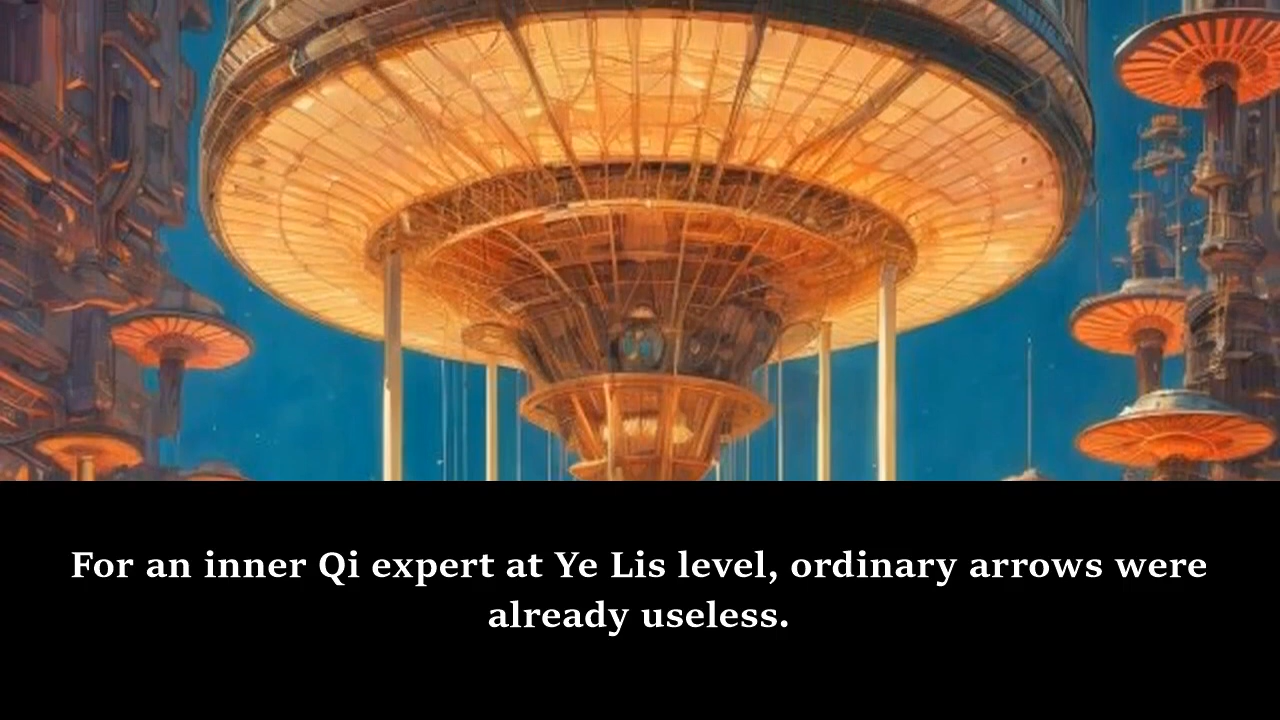 For an inner Qi expert at Ye Lis level, ordinary arrows were
already useless.